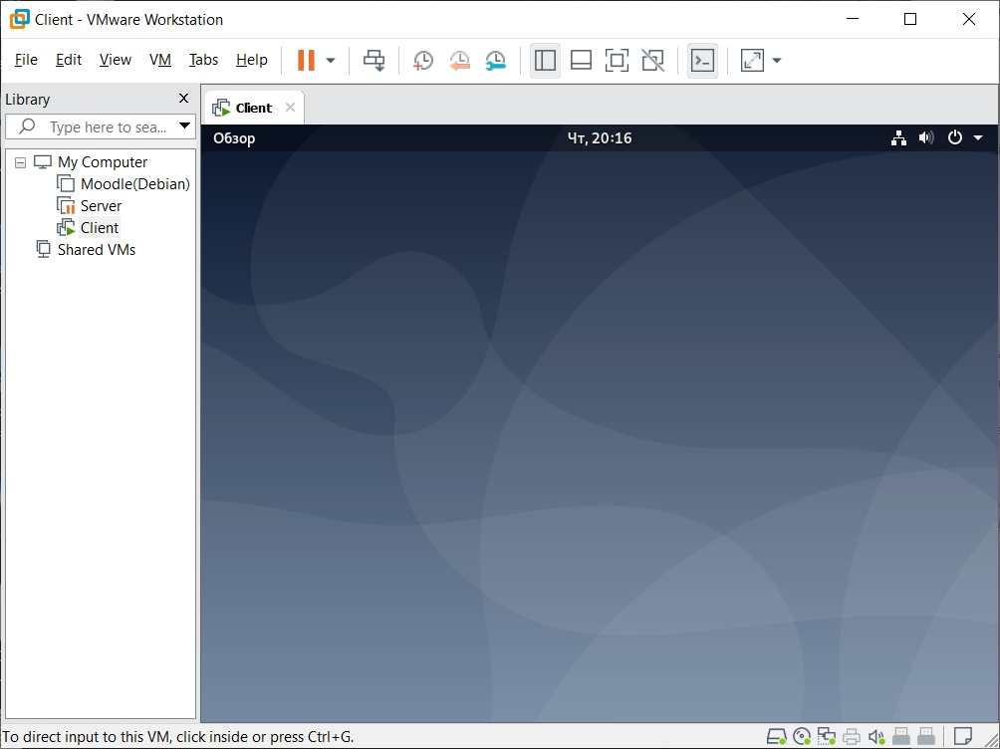 Client - VMware Workstation
File Edit View VM Tabs Help
Library
Type here to sea...
Client
Обзор
Чт, 20:16
My Computer
Moodle(Debian)
Server
Client
Shared VMs
To direct input to this VM, click inside or press Ctrl+G.